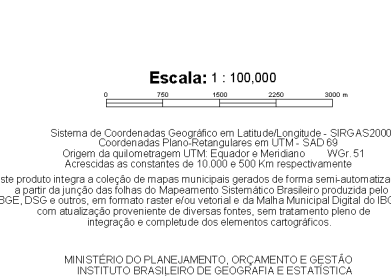 Escala: 1 : 100,000
0 750 1500 2250 3000 m
Sistema de Coordenadas Geográfico em Latitude/Longitude - SIRGAS2000
Coordenadas Plano-Retangulares em UTM - SAD 69
Origem da quilometragem UTM: Equador e Meridiano WGr. 51
Acrescidas as constantes de 10.000 e 500 Km respectivamente
ste produto integra a coleção de mapas municipais gerados de forma semi-automatiza
a partir da junção das folhas do Mapeamento Sistemático Brasileiro produzida pelo
BGE, DSG e outros, em formato raster e/ou vetorial e da Malha Municipal Digital do IBG
com atualização proveniente de diversas fontes, sem tratamento pleno de
integração e completude dos elementos cartográficos.
MINISTÉRIO DO PLANEJAMENTO, ORÇAMENTO E GESTÃO
INSTITUTO BRASILEIRO DE GEOGRAFIA E ESTATÍSTICA